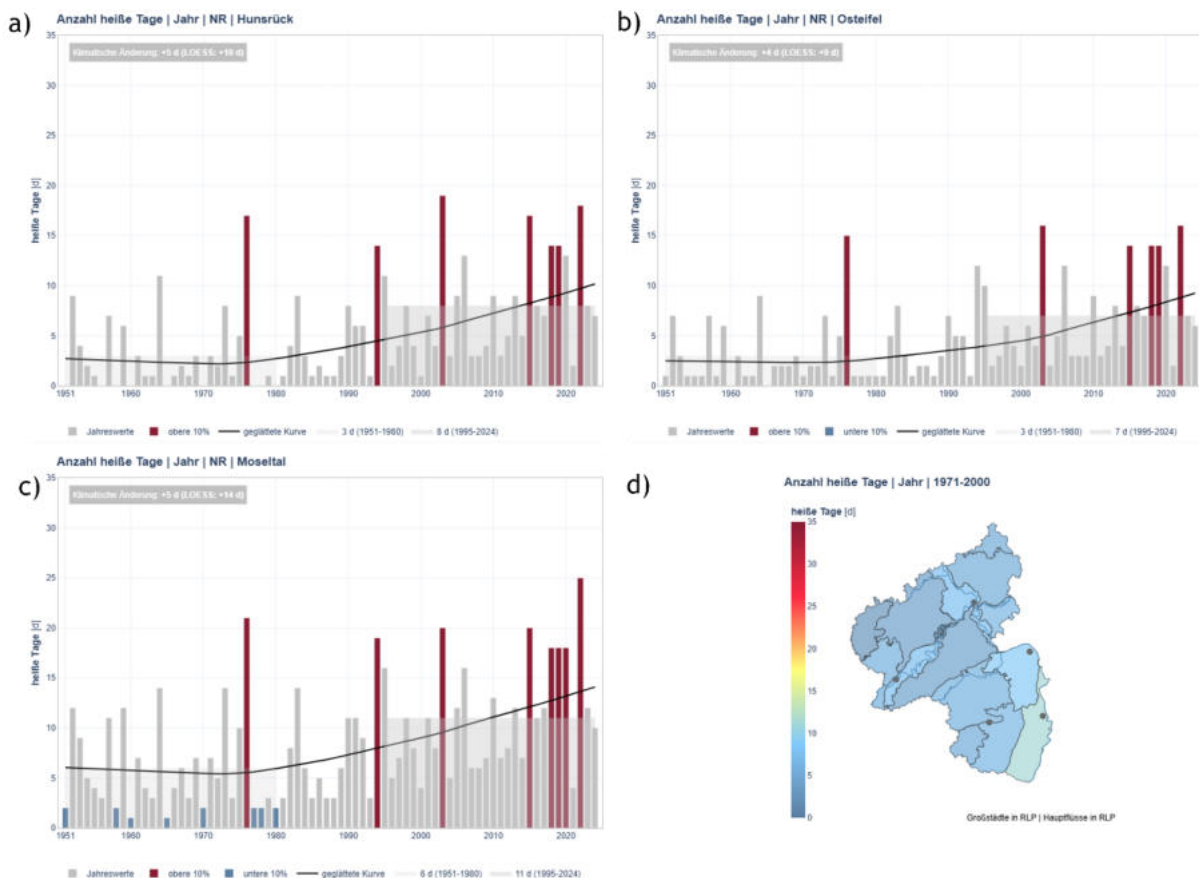 a)
Anzahl heiße Tage | Jahr | NR | Hunsrück
Klimatische Änderung: +5 d (LOESS: +10 d)
35
30
25
20
15
10
5
0
heiße Tage [d]
1951 1960 1970 1980 1990 2000 2010 2020
Jahreswerte obere 10% geglättete Kurve 3 d (1951-1980) 8 d (1995-2024)
b)
Anzahl heiße Tage | Jahr | NR | Osteifel
Klimatische Änderung: +4 d (LOESS: +9 d)
35
30
25
20
15
10
5
0
heiße Tage [d]
1951 1960 1970 1980 1990 2000 2010 2020
Jahreswerte obere 10% untere 10% geglättete Kurve 3 d (1951-1980) 7 d (1995-2024)
c)
Anzahl heiße Tage | Jahr | NR | Moseltal
Klimatische Änderung: +5 d (LOESS: +14 d)
35
30
25
20
15
10
5
0
heiße Tage [d]
1951 1960 1970 1980 1990 2000 2010 2020
Jahreswerte obere 10% untere 10% geglättete Kurve 6 d (1951-1980) 11 d (1995-2024)
d)
Anzahl heiße Tage | Jahr | 1971-2000
heiße Tage [d]
35
30
25
20
15
10
5
0
Großstädte in RLP | Hauptflüsse in RLP